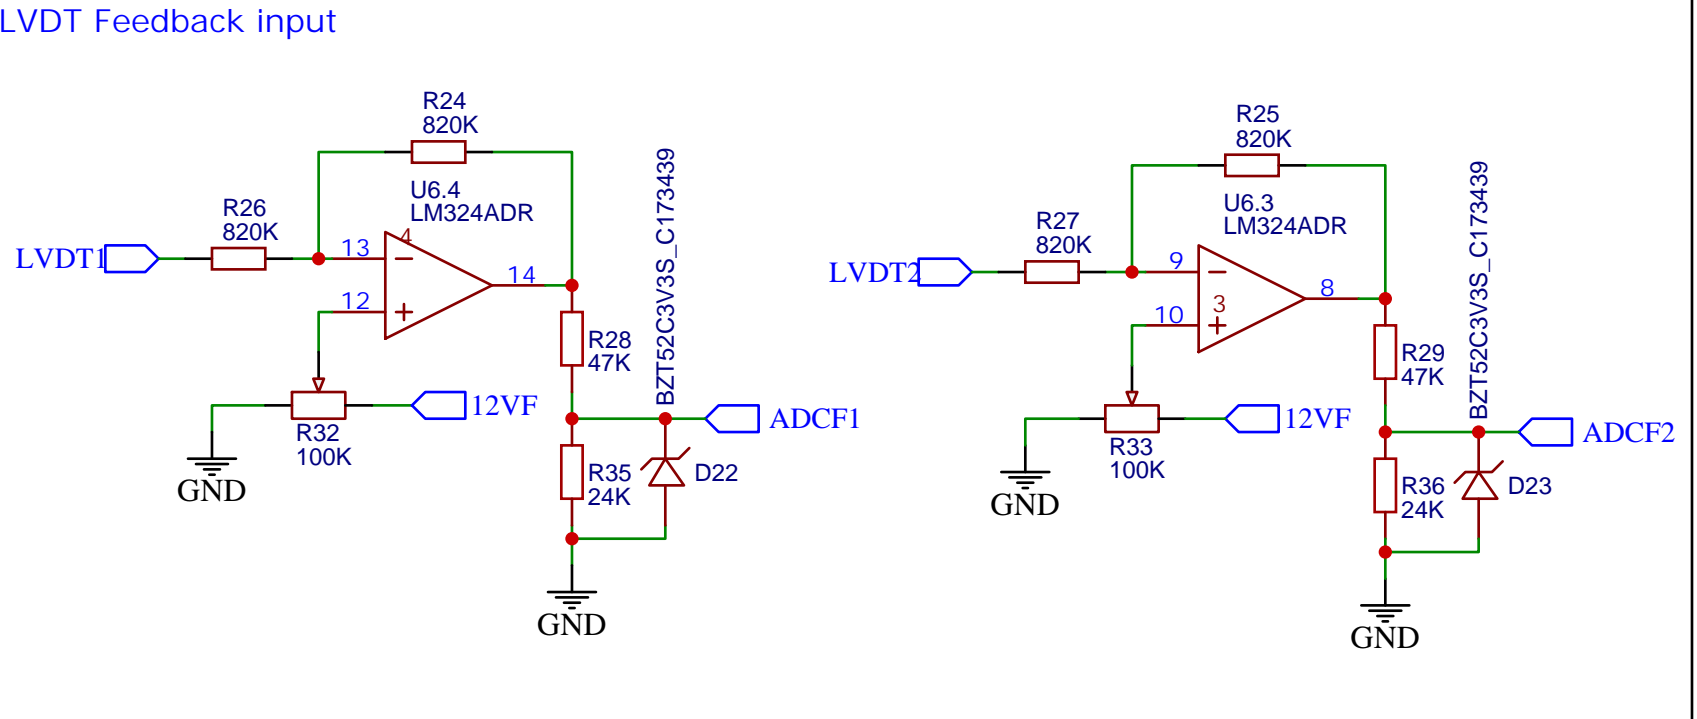 LVDT Feedback input
R24
820K
U6.4
LM324ADR
R26
820K
LVDT1
13
4
14
12
R28
47K
BZT52C3V3S_C173439
12VF
R32
100K
GND
ADCF1
R35
24K
D22
GND
R25
820K
U6.3
LM324ADR
R27
820K
LVDT2
9
3
8
10
R29
47K
BZT52C3V3S_C173439
12VF
R33
100K
GND
ADCF2
R36
24K
D23
GND